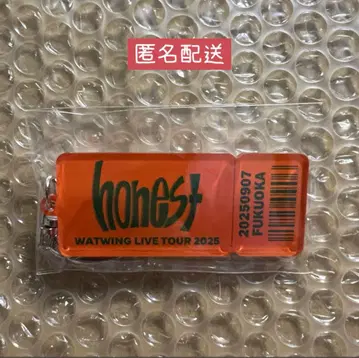 匿名配送
honest
WATWING LIVE TOUR 2025
20250907
FUKUOKA